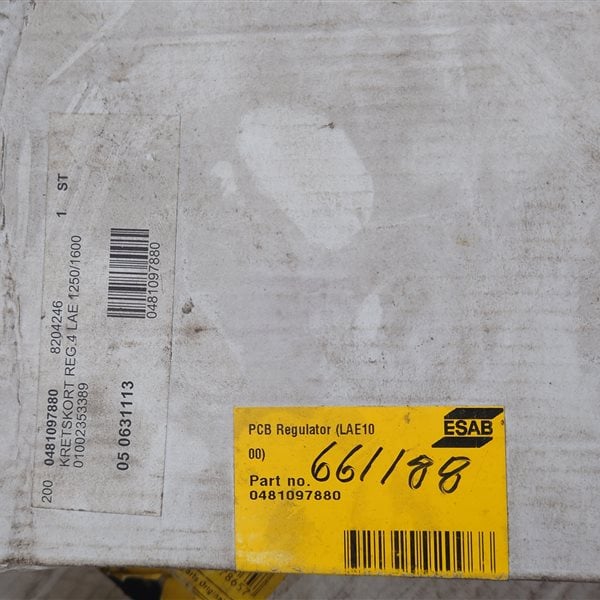 200 0481097880 8204246 1 ST
KRETSKORT REG.4 LAE 1250/1600
01002353389
05 0631113
0481097880
PCB Regulator (LAE10
00)
ESAB
661188
Part no.
0481097880